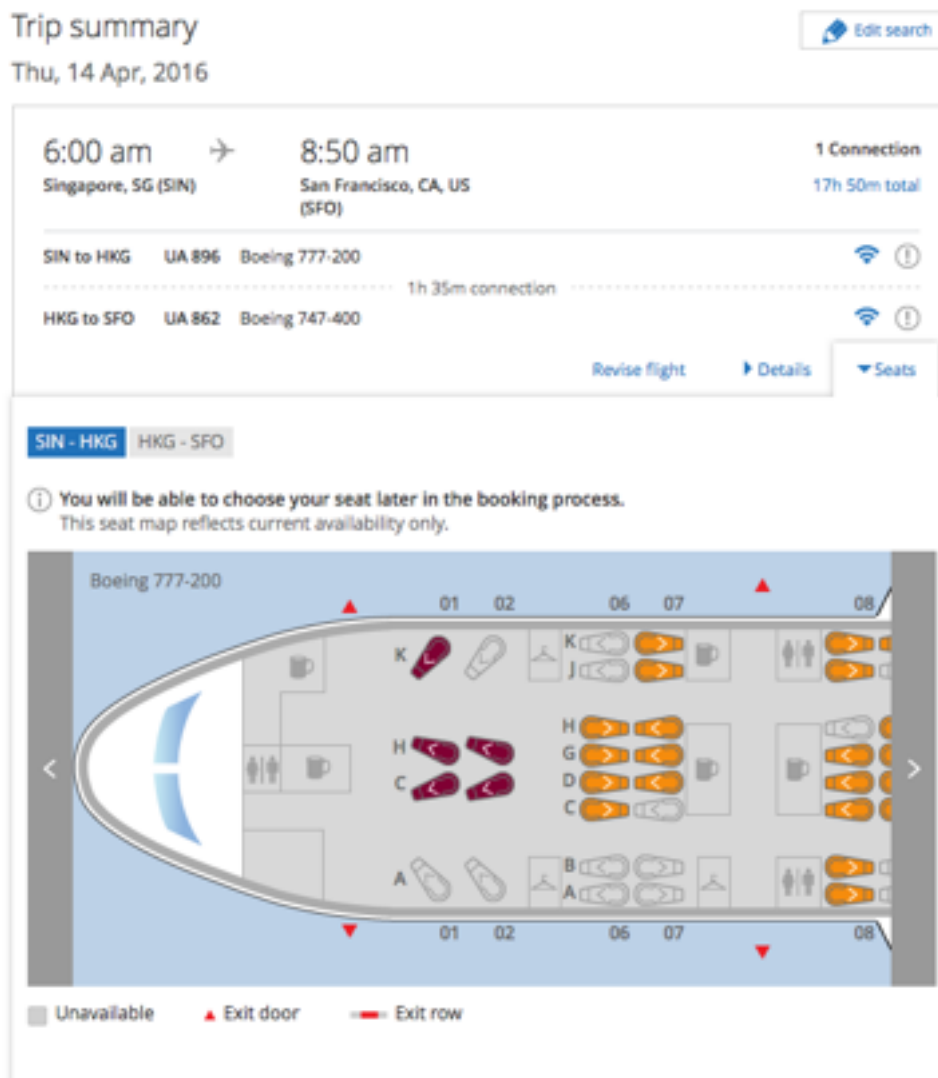 Trip summary
Edit search
Thu, 14 Apr, 2016
6:00 am 8:50 am 1 Connection
Singapore, SG (SIN) San Francisco, CA, US (SFO) 17h 50m total
SIN to HKG UA 896 Boeing 777-200
1h 35m connection
HKG to SFO UA 862 Boeing 747-400
Revise flight Details Seats
SIN - HKG HKG - SFO
You will be able to choose your seat later in the booking process.
This seat map reflects current availability only.
Boeing 777-200
01 02 06 07 08
K K
J
H
H G
C D
C
A B
A
01 02 06 07 08
Unavailable Exit door Exit row